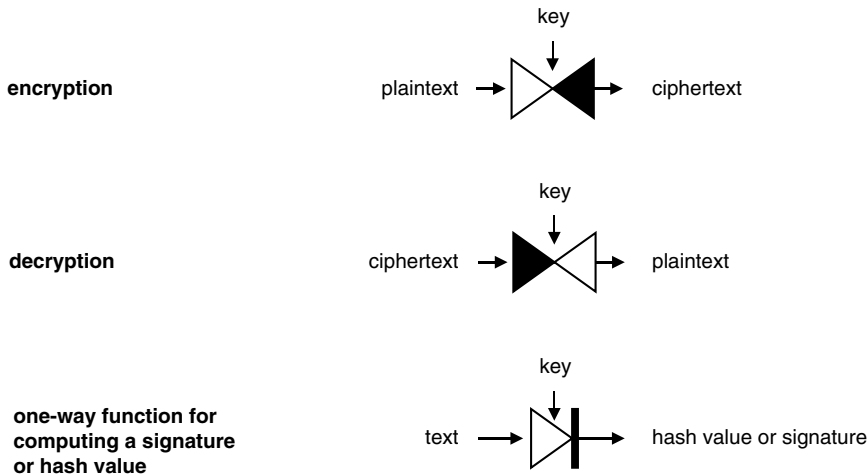 key
encryption
plaintext
ciphertext
key
decryption
ciphertext
plaintext
key
one-way function for
computing a signature
or hash value
text
hash value or signature